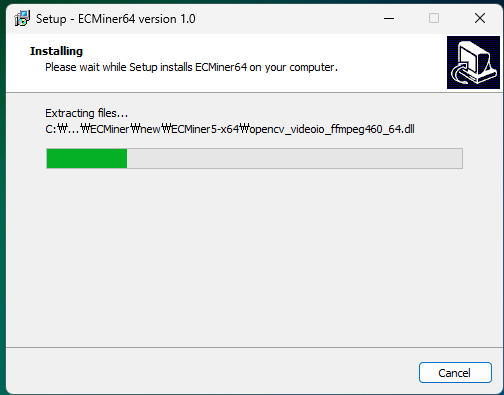 Setup - ECMiner64 version 1.0
Installing
Please wait while Setup installs ECMiner64 on your computer.
Extracting files...
C:₩...₩ECMiner₩new₩ECMiner5-x64₩opencv_videoio_ffmpeg460_64.dll
Cancel